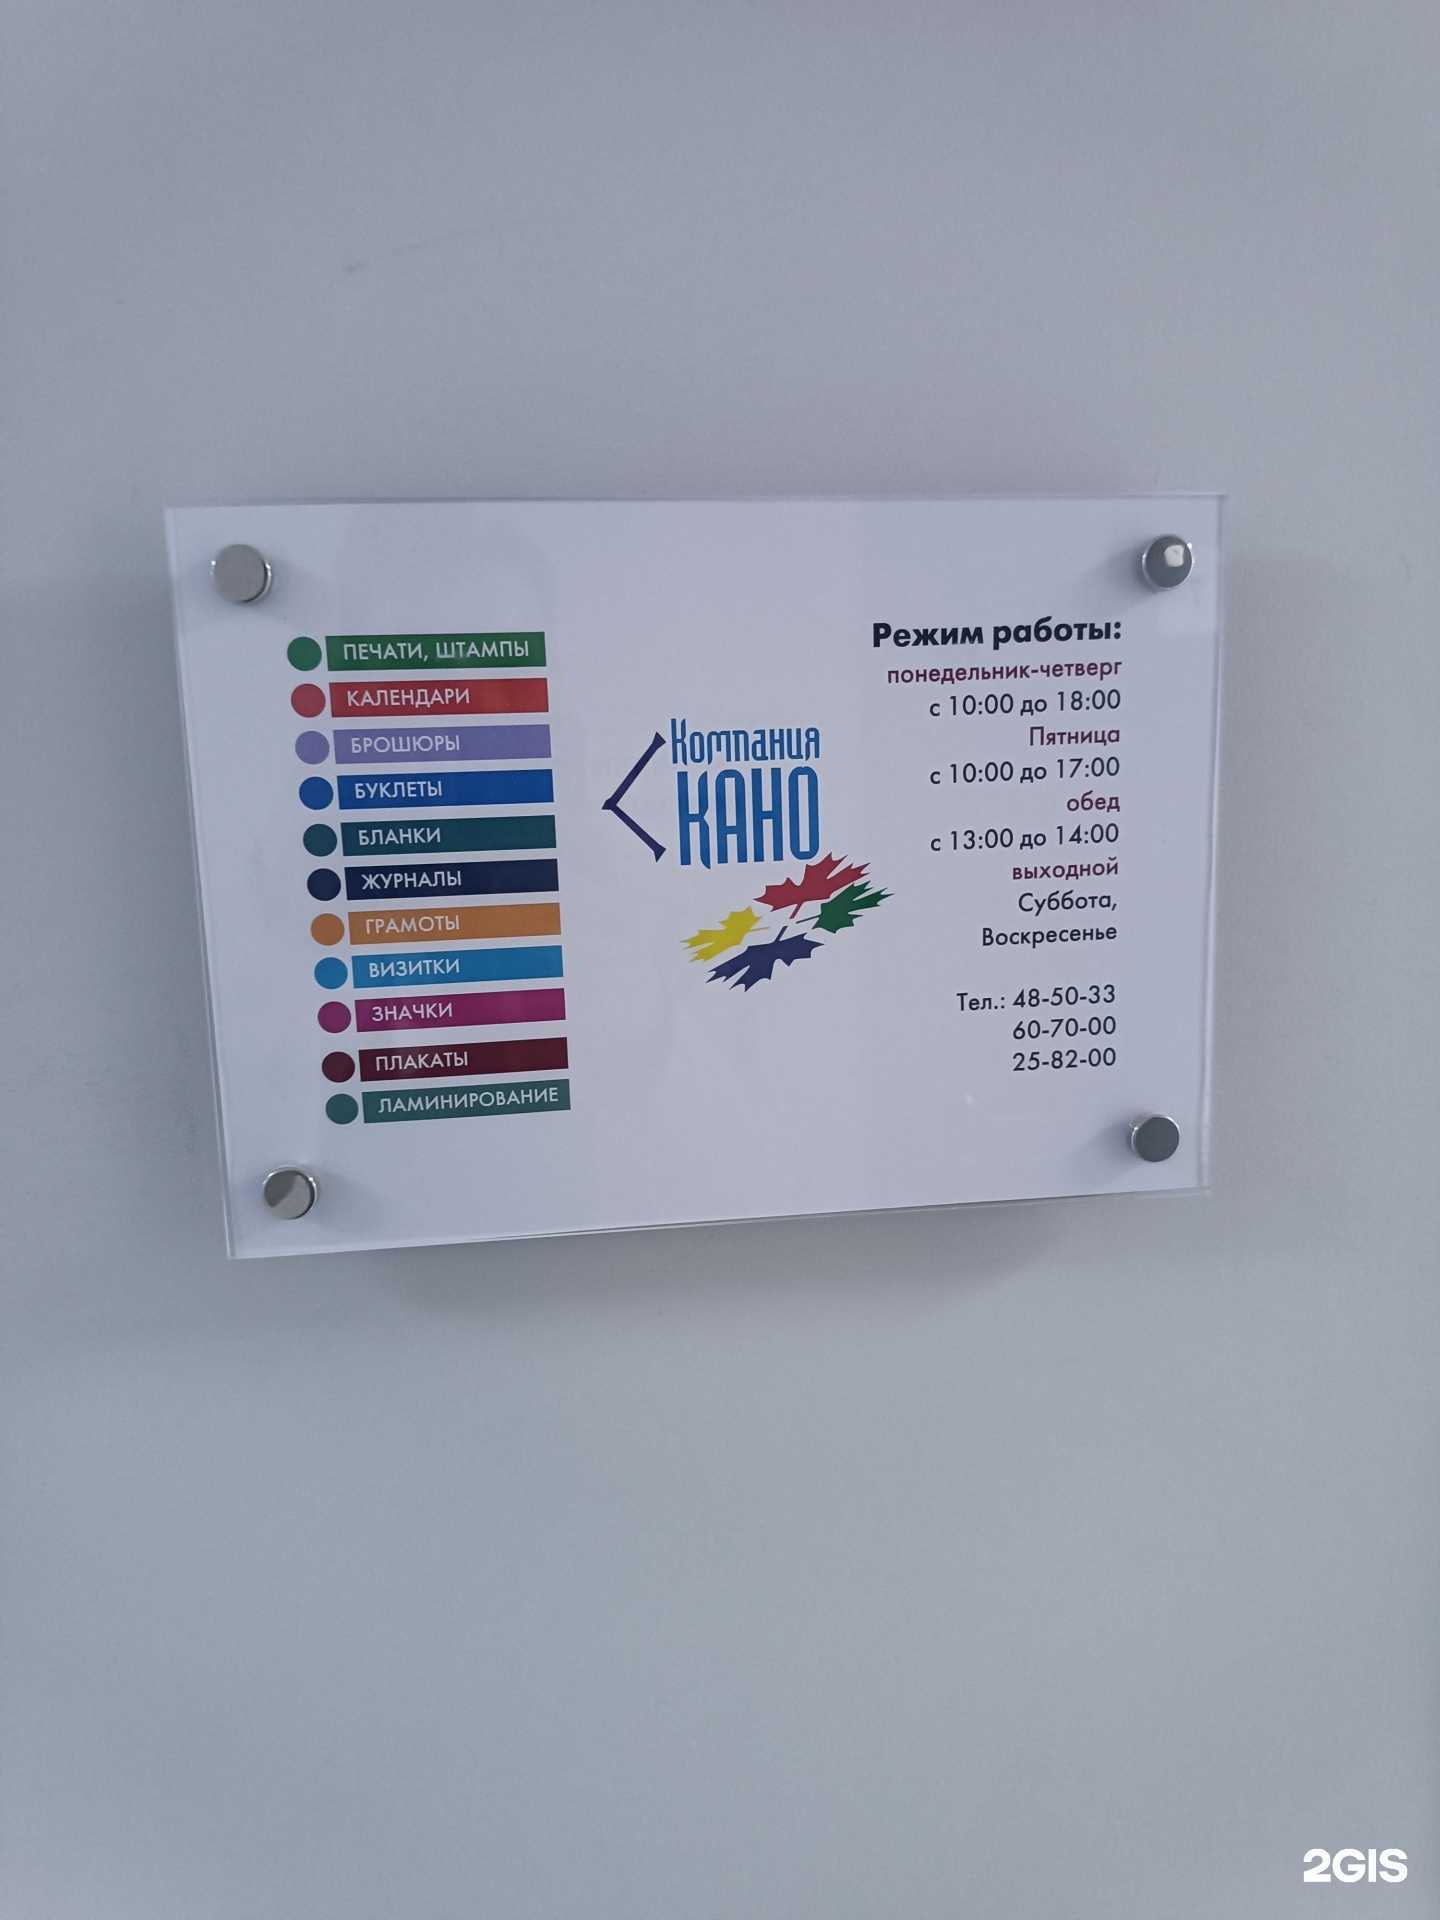 ПЕЧАТИ, ШТАМПЫ
КАЛЕНДАРИ
БРОШЮРЫ
БУКЛЕТЫ
БЛАНКИ
ЖУРНАЛЫ
ГРАМОТЫ
ВИЗИТКИ
ЗНАЧКИ
ПЛАКАТЫ
ЛАМИНИРОВАНИЕ
Компания
КАНО
Режим работы:
понедельник-четверг
с 10:00 до 18:00
Пятница
с 10:00 до 17:00
обед
с 13:00 до 14:00
выходной
Суббота,
Воскресенье
Тел.: 48-50-33
60-70-00
25-82-00
2GIS